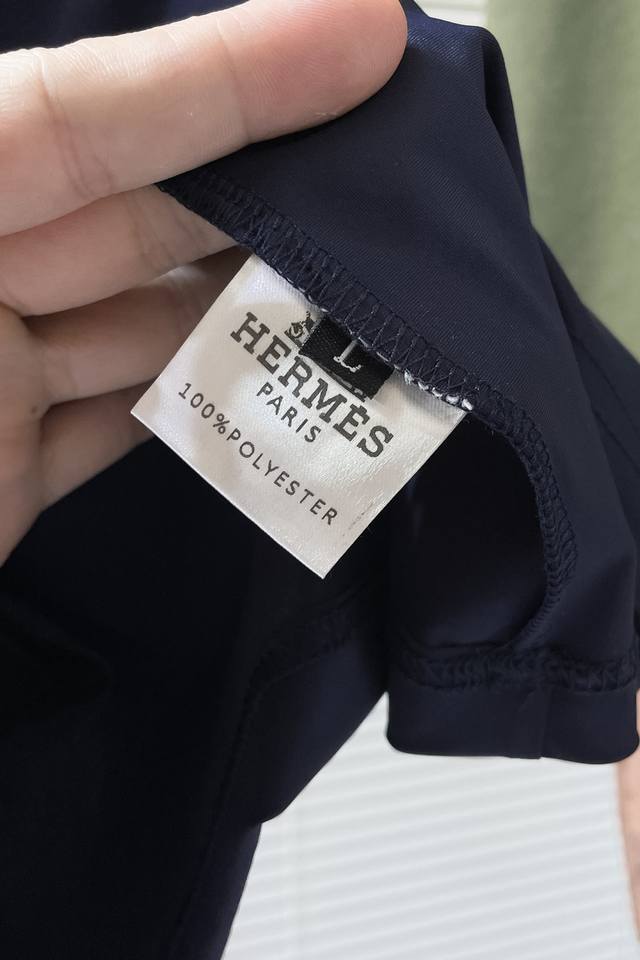 L
HERMÈS
PARIS
100%POLYESTER